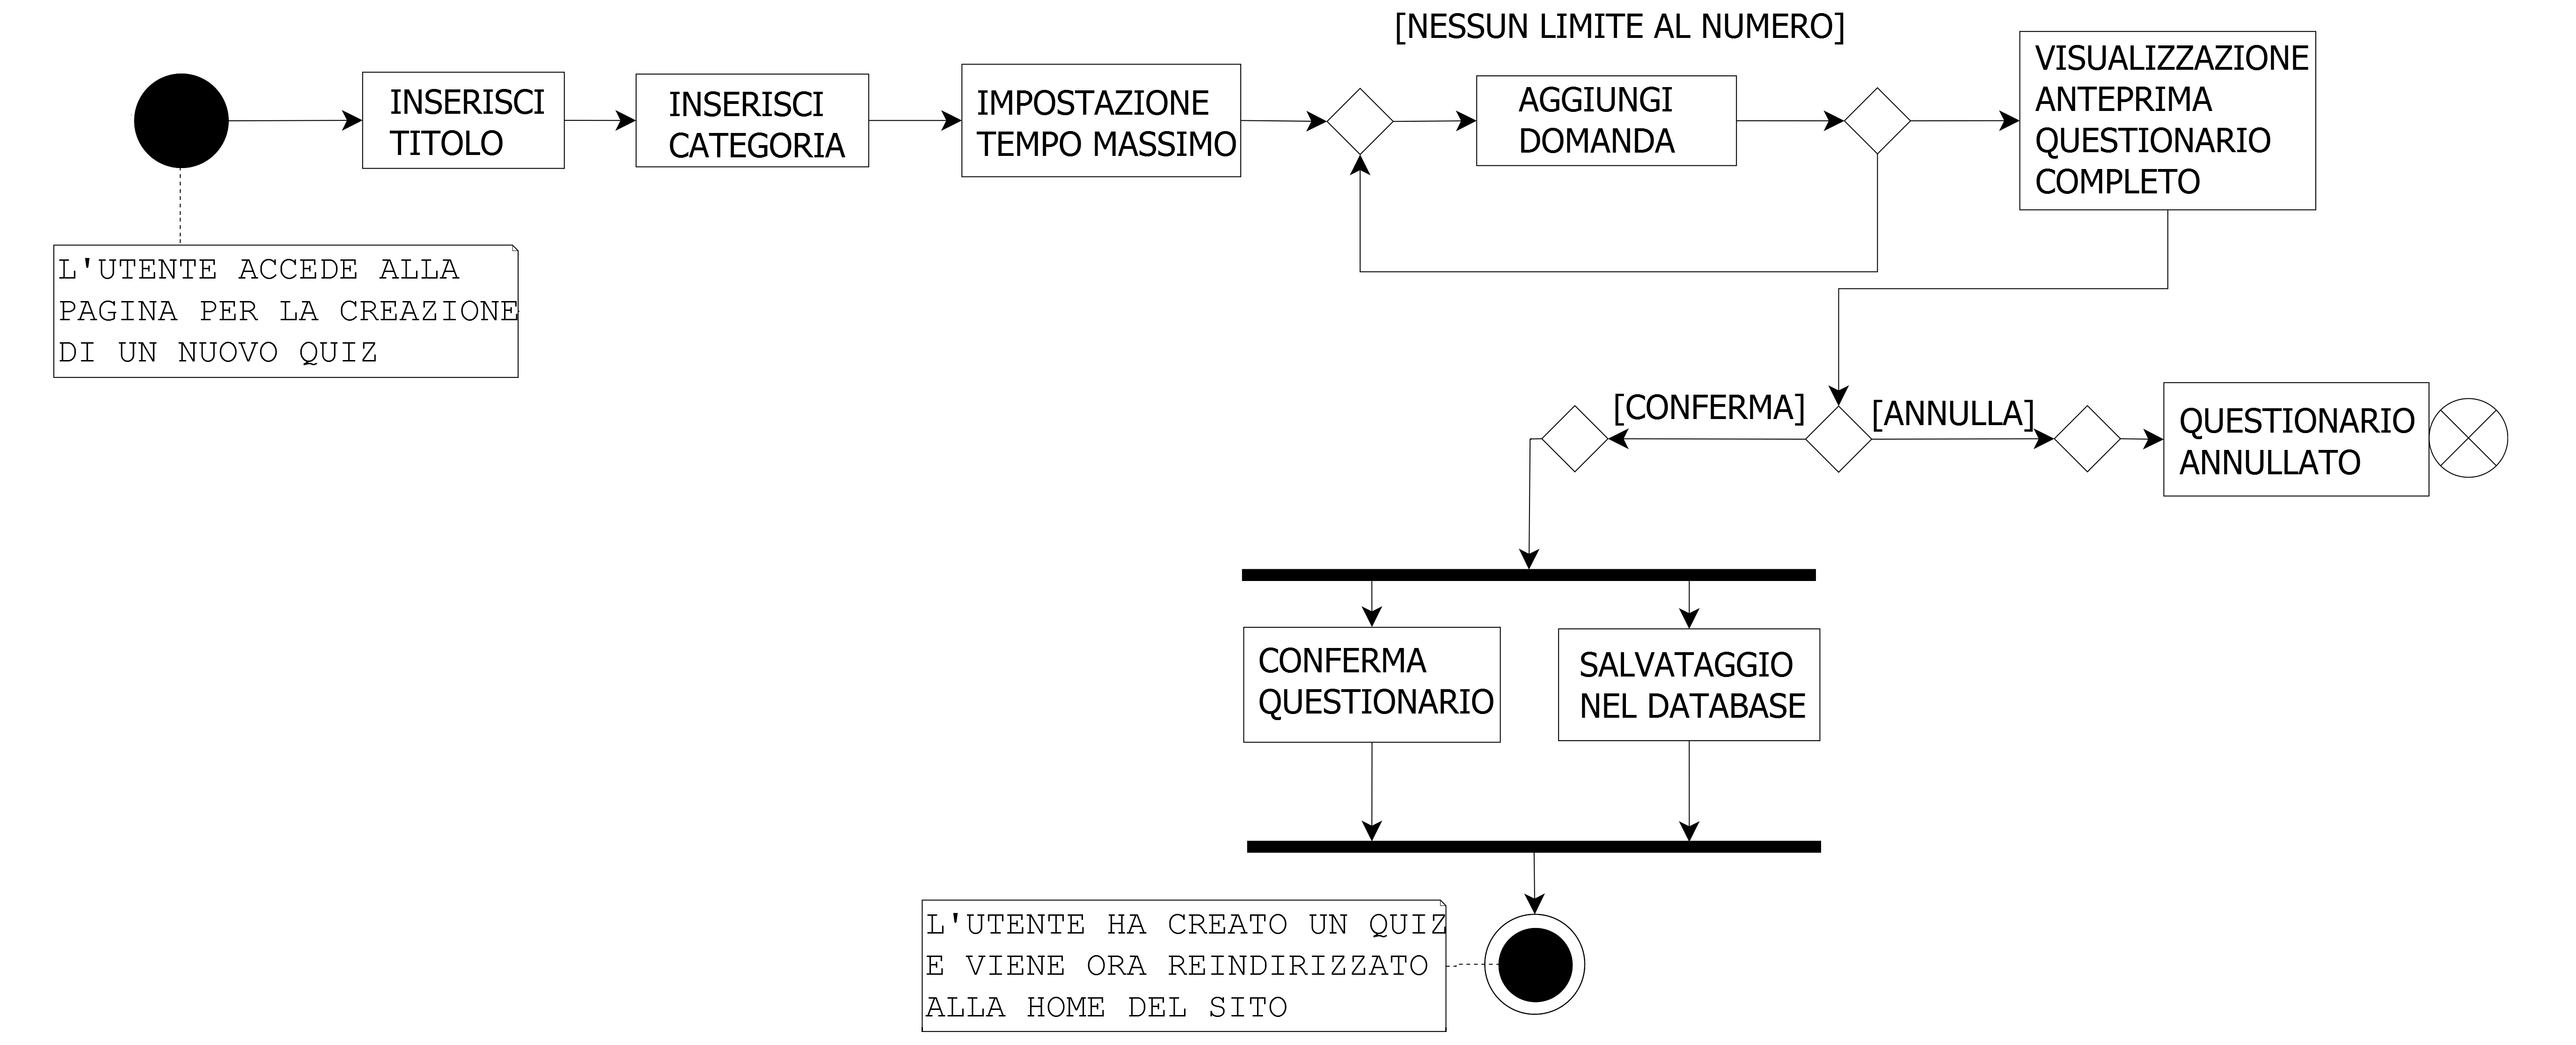 [NESSUN LIMITE AL NUMERO]
INSERISCI
TITOLO
INSERISCI
CATEGORIA
IMPOSTAZIONE
TEMPO MASSIMO
AGGIUNGI
DOMANDA
VISUALIZZAZIONE
ANTEPRIMA
QUESTIONARIO
COMPLETO
L'UTENTE ACCEDE ALLA
PAGINA PER LA CREAZIONE
DI UN NUOVO QUIZ
[CONFERMA]
[ANNULLA]
QUESTIONARIO
ANNULLATO
CONFERMA
QUESTIONARIO
SALVATAGGIO
NEL DATABASE
L'UTENTE HA CREATO UN QUIZ
E VIENE ORA REINDIRIZZATO
ALLA HOME DEL SITO